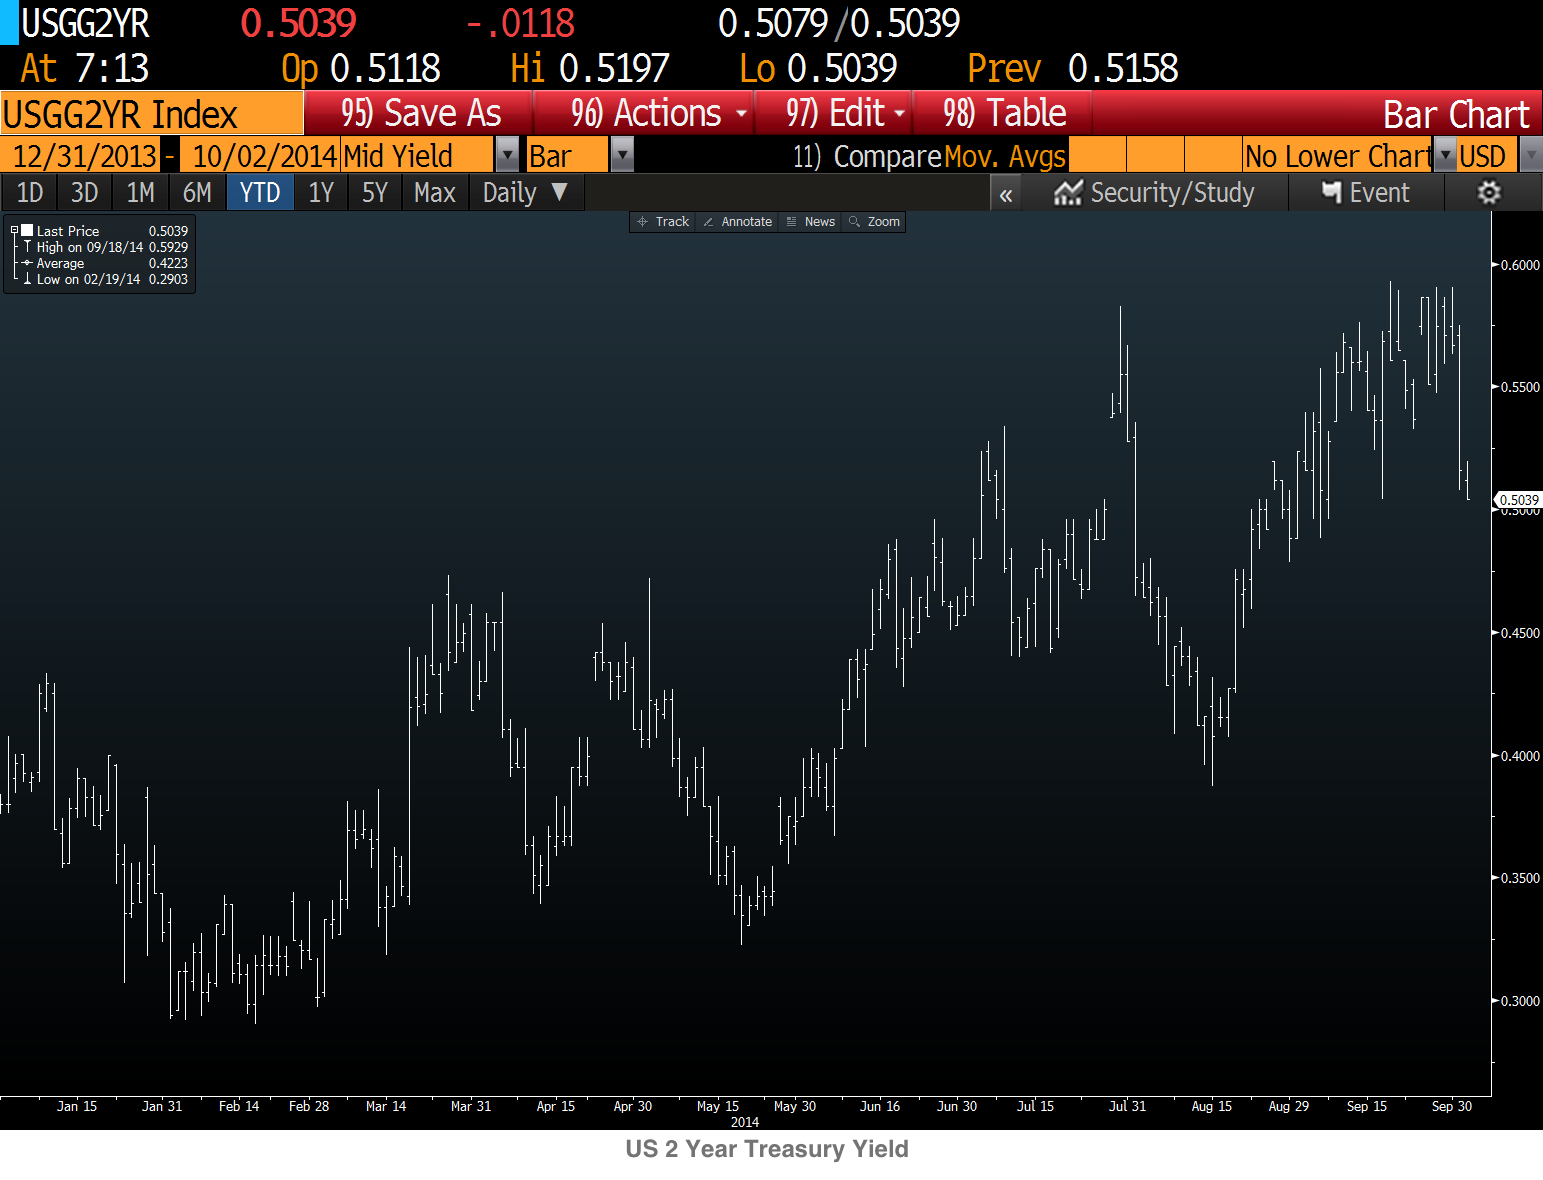 USGG2YR 0.5039 -.0118 0.5079/0.5039
At 7:13 Op 0.5118 Hi 0.5197 Lo 0.5039 Prev 0.5158
USGG2YR Index 95) Save As 96) Actions 97) Edit 98) Table Bar Chart
12/31/2013 - 10/02/2014 Mid Yield Bar 11) Compare Mov. Avgs No Lower Chart USD
1D 3D 1M 6M YTD 1Y 5Y Max Daily ▼ « Security/Study Event
Track Annotate News Zoom
Last Price 0.5039
High on 09/18/14 0.5929
Average 0.4223
Low on 02/19/14 0.2903
0.6000
0.5500
0.5039
0.5000
0.4500
0.4000
0.3500
0.3000
Jan 15 Jan 31 Feb 14 Feb 28 Mar 14 Mar 31 Apr 15 Apr 30 May 15 May 30 Jun 16 Jun 30 Jul 15 Jul 31 Aug 15 Aug 29 Sep 15 Sep 30
2014
US 2 Year Treasury Yield